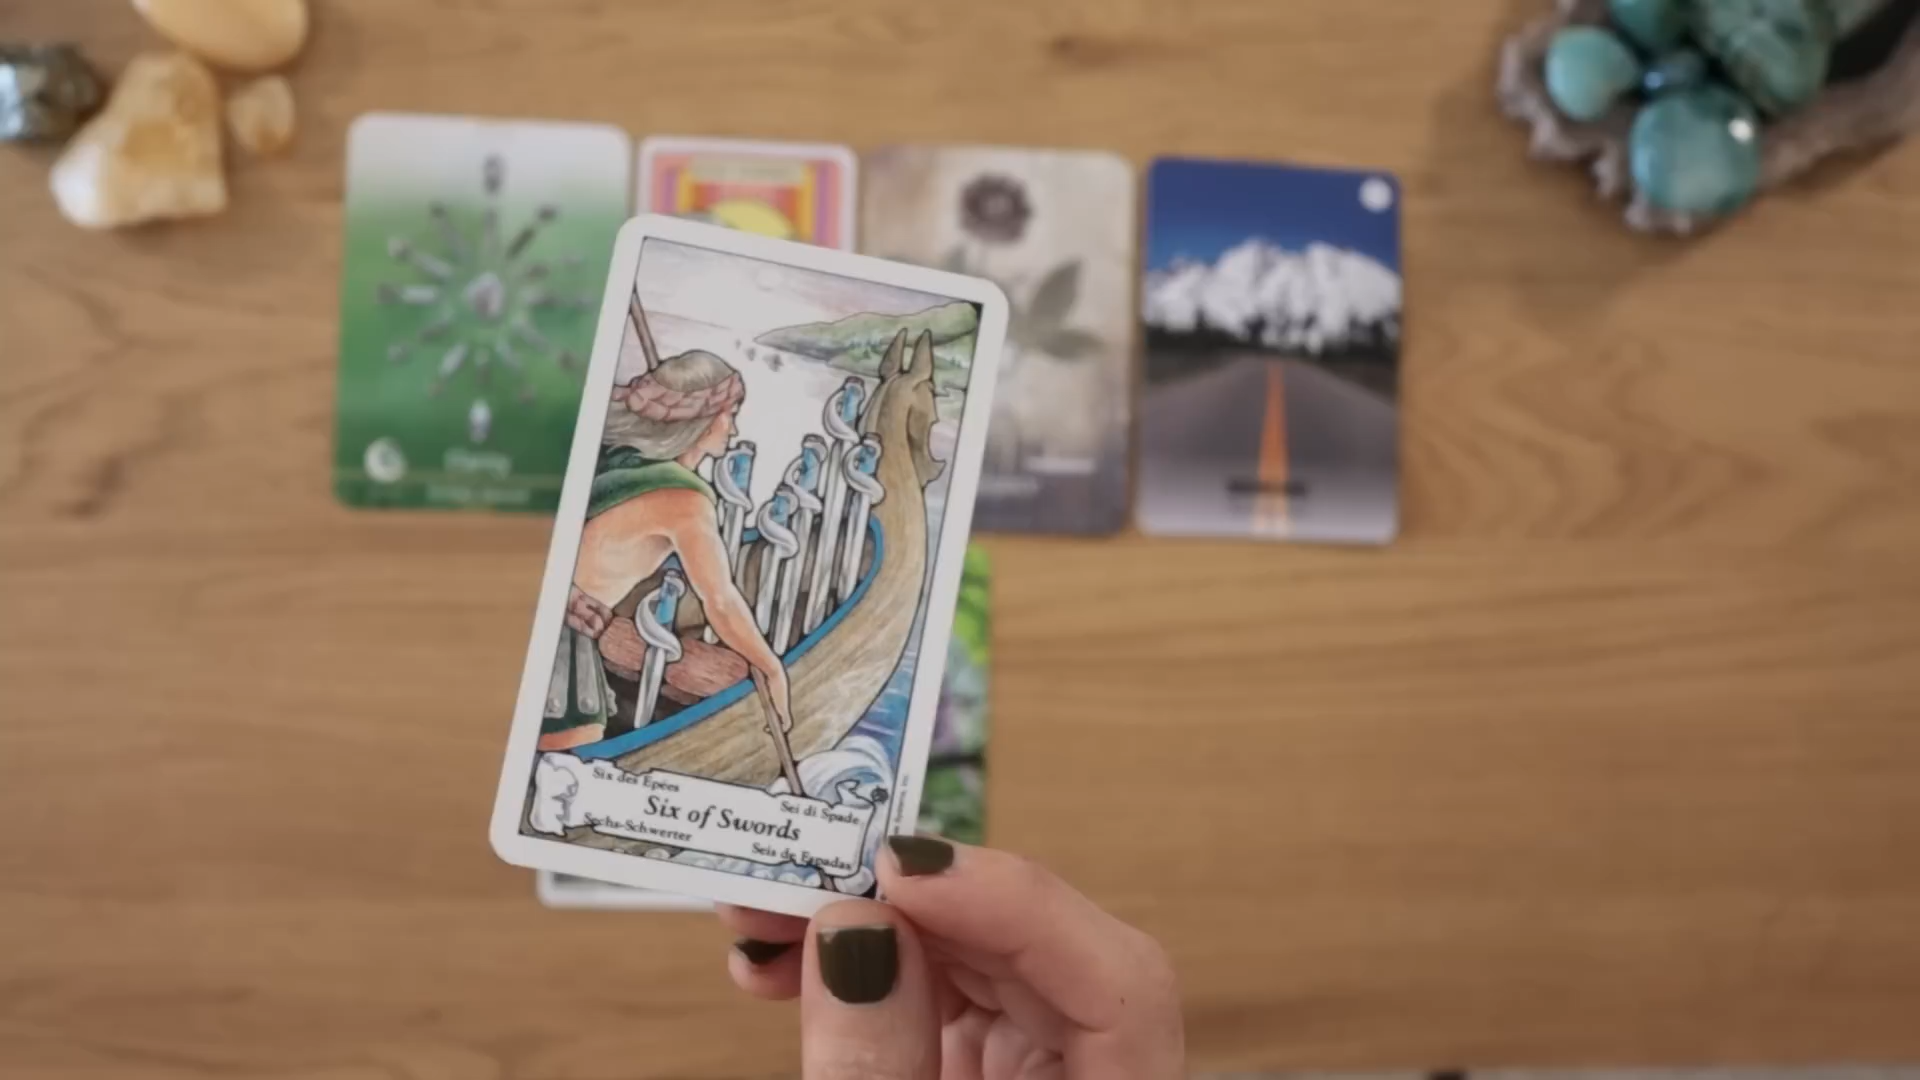 Six des Epées
Sei di Spade
Six of Swords
Sechs-Schwerter
Seis de Espadas